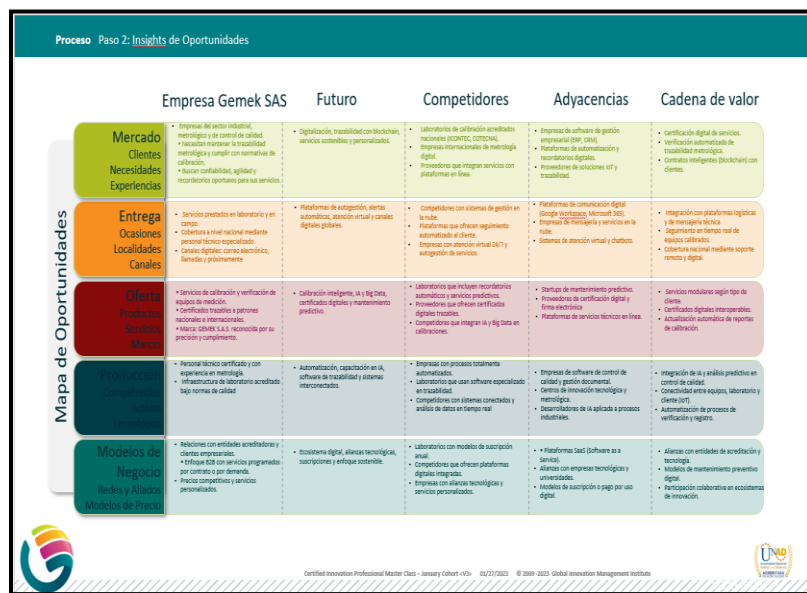 Proceso Paso 2: Insights de Oportunidades
Empresa Gemek SAS
Futuro
Competidores
Adyacencias
Cadena de valor
Mapa de Oportunidades
Mercado
Clientes
Necesidades
Experiencias
• Empresas del sector industrial,
metrológico y de control de calidad.
• Necesitan mantener la trazabilidad
metrológica y cumplir con normativas de
calibración.
• Buscan confiabilidad, agilidad y
recordatorios oportunos para sus servicios.
• Digitalización, trazabilidad con blockchain,
servicios sostenibles y personalizados.
• Laboratorios de calibración acreditados
nacionales (ICONTEC, COTECNA).
• Empresas internacionales de metrología
digital.
• Proveedores que integran servicios con
plataformas en línea.
• Empresas de software de gestión
empresarial (ERP, CRM).
• Plataformas de automatización y
recordatorios digitales.
• Proveedores de soluciones IoT y
trazabilidad.
• Certificación digital de servicios.
• Verificación automatizada de
trazabilidad metrológica.
• Contratos inteligentes (blockchain) con
clientes.
Entrega
Ocasiones
Localidades
Canales
• Servicios prestados en laboratorio y en
campo.
• Cobertura a nivel nacional mediante
personal técnico especializado.
• Canales digitales: correo electrónico,
llamadas y próximamente
• Plataformas de autogestión, alertas
automáticas, atención virtual y canales
digitales globales.
• Competidores con sistemas de gestión en
la nube.
• Plataformas que ofrecen seguimiento
automatizado al cliente.
• Empresas con atención virtual 24/7 y
autogestión de servicios.
• Plataformas de comunicación digital
(Google Workspace, Microsoft 365).
• Empresas de mensajería y servicios en la
nube.
• Sistemas de atención virtual y chatbots.
• Integración con plataformas logísticas
y de mensajería técnica
• Seguimiento en tiempo real de
equipos calibrados.
• Cobertura nacional mediante soporte
remoto y digital.
Oferta
Productos
Servicios
Marcas
• Servicios de calibración y verificación de
equipos de medición.
• Certificados trazables a patrones
nacionales e internacionales.
• Marca: GEMEK S.A.S. reconocida por su
precisión y cumplimiento.
• Calibración inteligente, IA y Big Data,
certificados digitales y mantenimiento
predictivo.
• Laboratorios que incluyen recordatorios
automáticos y servicios predictivos.
• Proveedores que ofrecen certificados
digitales trazables.
• Competidores que integran IA y Big Data en
calibraciones.
• Startups de mantenimiento predictivo.
• Proveedores de certificación digital y
firma electrónica
• Plataformas de servicios técnicos en línea.
• Servicios modulares según tipo de
cliente.
• Certificados digitales interoperables.
• Actualización automática de reportes
de calibración.
Producción
Competencias
Activos
Tecnologías
• Personal técnico certificado y con
experiencia en metrología.
• Infraestructura de laboratorio acreditado
bajo normas de calidad
• Automatización, capacitación en IA,
software de trazabilidad y sistemas
interconectados.
• Empresas con procesos totalmente
automatizados.
• Laboratorios que usan software especializado
en trazabilidad.
• Competidores con sistemas conectados y
análisis de datos en tiempo real
• Empresas de software de control de
calidad y gestión documental.
• Centros de innovación tecnológica y
metrológica.
• Desarrolladores de IA aplicada a procesos
industriales.
• Integración de IA y análisis predictivo en
control de calidad.
• Conectividad entre equipos, laboratorio y
cliente (IoT).
• Automatización de procesos de
verificación y registro.
Modelos de
Negocio
Redes y Aliados
Modelos de Precio
• Relaciones con entidades acreditadoras y
clientes empresariales.
• Enfoque B2B con servicios programados
por contrato o por demanda.
• Precios competitivos y servicios
personalizados.
• Ecosistema digital, alianzas tecnológicas,
suscripciones y enfoque sostenible.
• Laboratorios con modelos de suscripción
anual.
• Competidores que ofrecen plataformas
digitales integradas.
• Empresas con alianzas tecnológicas y
servicios personalizados.
• • Plataformas SaaS (Software as a
Service).
• Alianzas con empresas tecnológicas y
universidades.
• Modelos de suscripción o pago por uso
digital.
• Alianzas con entidades de acreditación y
tecnología.
• Modelos de mantenimiento preventivo
digital.
• Participación colaborativa en ecosistemas
de innovación.
Certified Innovation Professional Master Class – January Cohort <V3> 01/27/2023 © 2009 -2023 Global Innovation Management Institute
UNAD